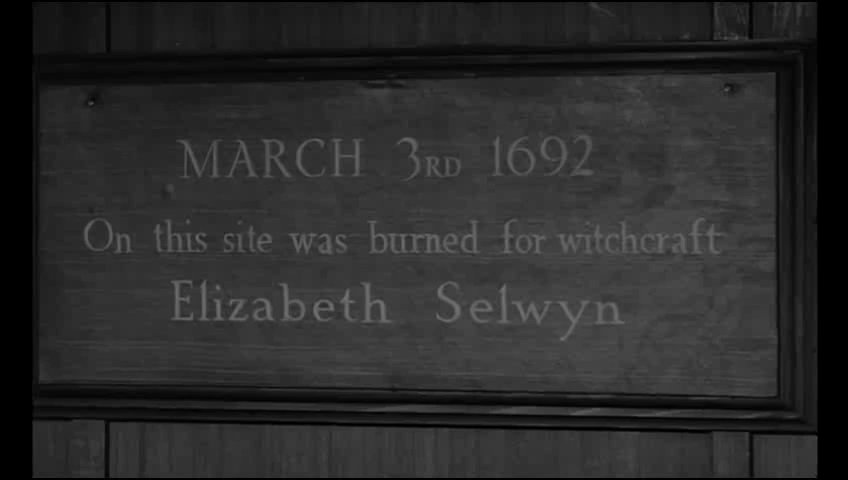 MARCH 3RD 1692
On this site was burned for witchcraft
Elizabeth Selwyn